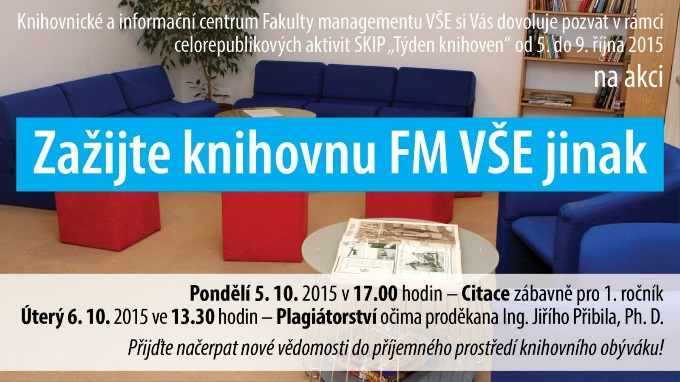 Knihovnické a informační centrum Fakulty managementu VŠE si Vás dovoluje pozvat v rámci
celorepublikových aktivit SKIP „Týden knihoven“ od 5. do 9. října 2015
na akci
Zažijte knihovnu FM VŠE jinak
Pondělí 5. 10. 2015 v 17.00 hodin – Citace zábavně pro 1. ročník
Úterý 6. 10. 2015 ve 13.30 hodin – Plagiátorství očima proděkana Ing. Jiřího Přibila, Ph. D.
Přijďte načerpat nové vědomosti do příjemného prostředí knihovního obýváku!